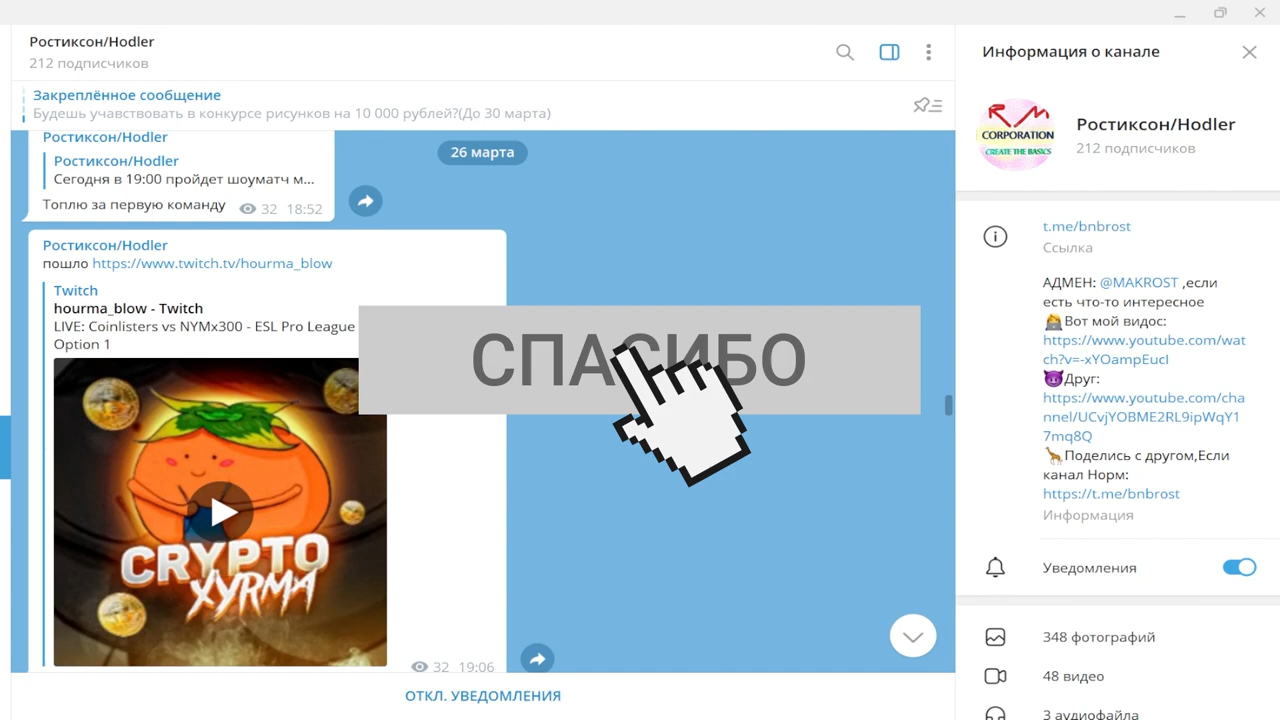 Ростиксон/Hodler
212 подписчиков
Закреплённое сообщение
Будешь учавствовать в конкурсе рисунков на 10 000 рублей?(До 30 марта)
26 марта
Ростиксон/Hodler
Ростиксон/Hodler
Сегодня в 19:00 пройдет шоуматч м...
Топлю за первую команду 32 18:52
Ростиксон/Hodler
пошло https://www.twitch.tv/hourma_blow
Twitch
hourma_blow - Twitch
LIVE: Coinlisters vs NYMx300 - ESL Pro League
Option 1
CRYPTO
XYRMA
32 19:06
СПАСИБО
ОТКЛ. УВЕДОМЛЕНИЯ
Информация о канале
RM
CORPORATION
CREATE THE BASICS
Ростиксон/Hodler
212 подписчиков
t.me/bnbrost
Ссылка
АДМЕН: @MAKROST ,если
есть что-то интересное
Вот мой видос:
https://www.youtube.com/wat
ch?v=-xYOampEucI
Друг:
https://www.youtube.com/cha
nnel/UCvjYOBME2RL9ipWqY1
7mq8Q
Поделись с другом,Если
канал Норм:
https://t.me/bnbrost
Информация
Уведомления
348 фотографий
48 видео
3 аудиофайла